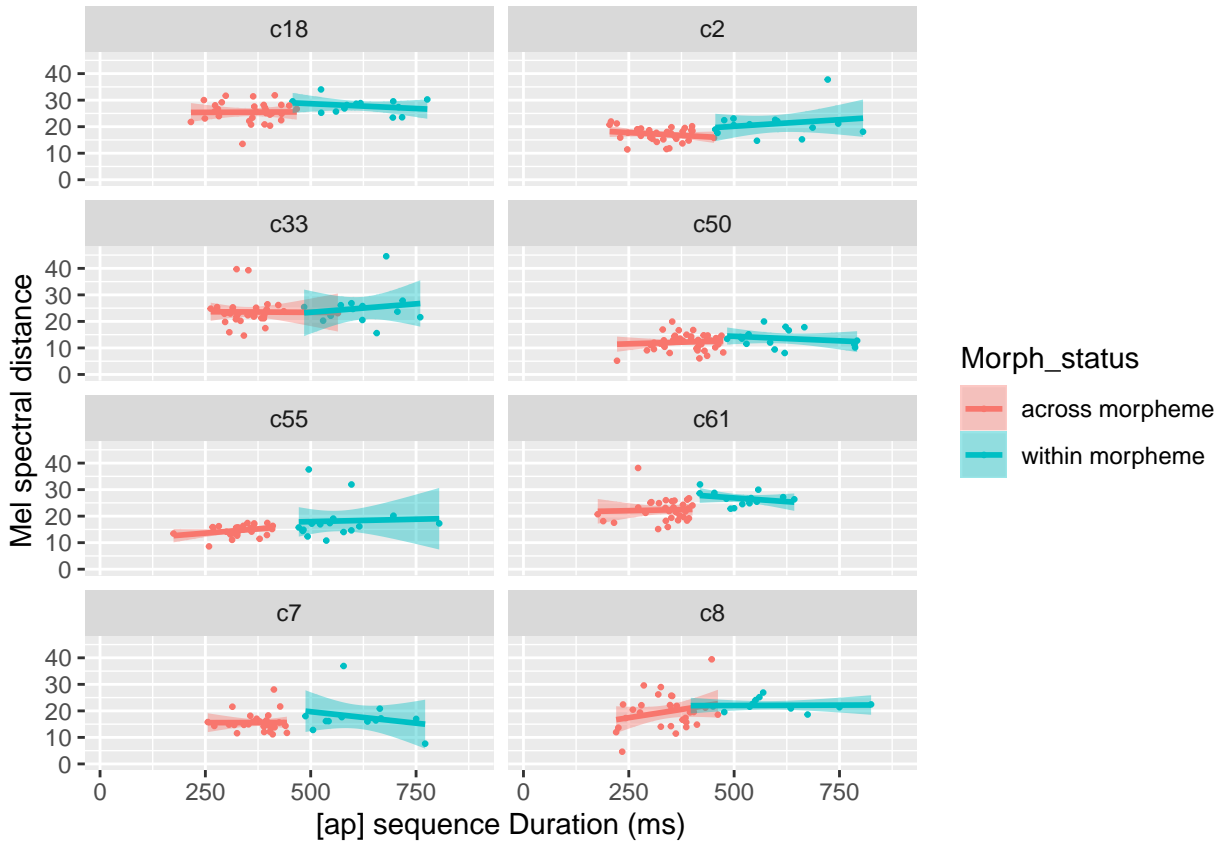 c18
c2
40
30
20
10
0
c33
c50
40
30
20
10
0
c55
c61
40
30
20
10
0
c7
c8
40
30
20
10
0
0
250
500
750
0
250
500
750
[ap] sequence Duration (ms)
Mel spectral distance
Morph_status
across morpheme
within morpheme